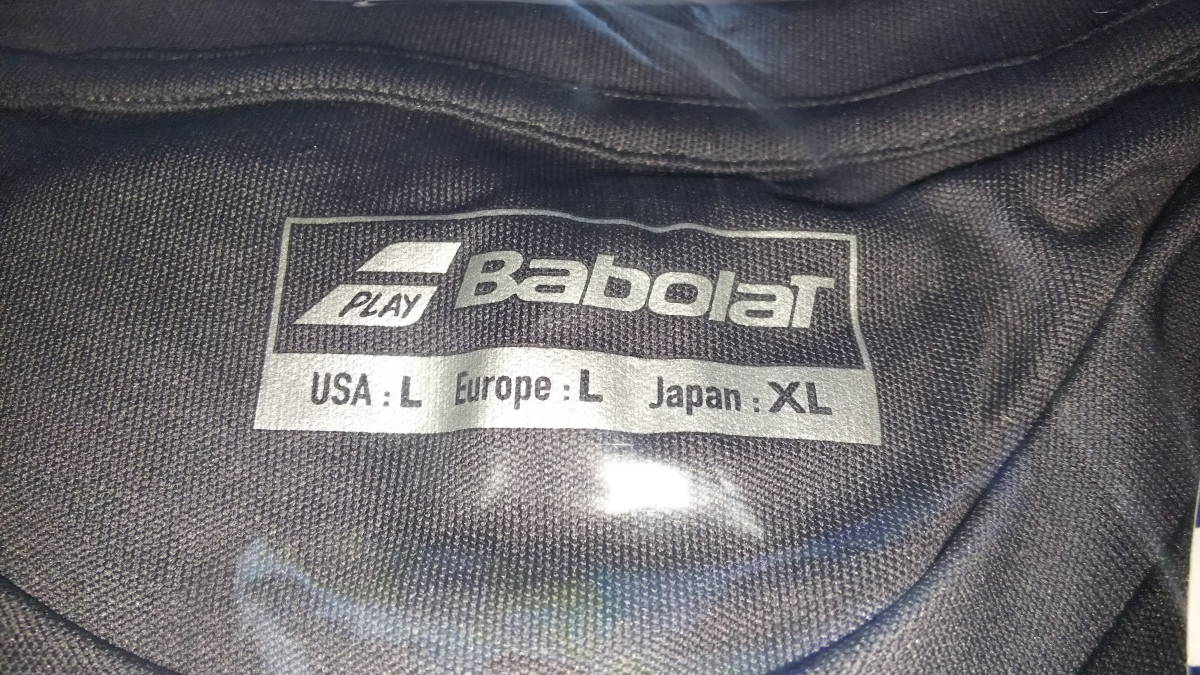 PLAY BabolaT
USA : L Europe : L Japan : XL